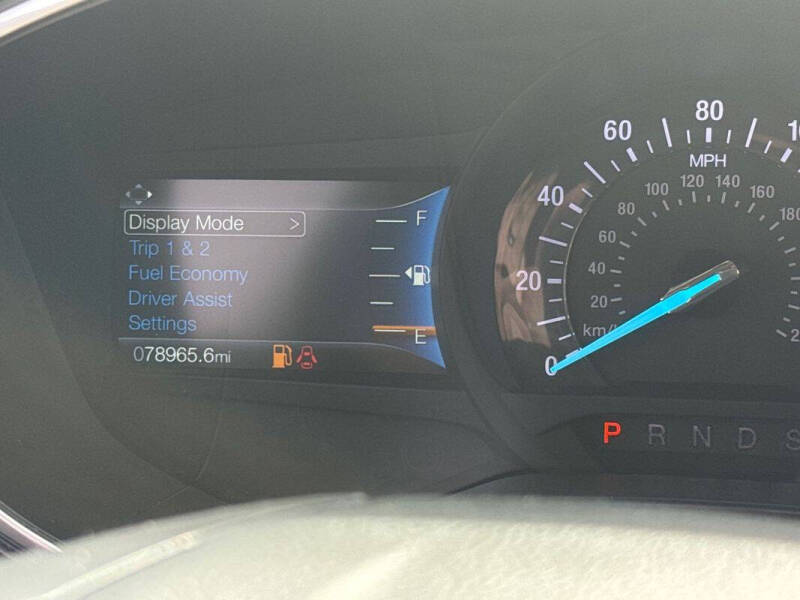 Display Mode >
Trip 1 & 2
Fuel Economy
Driver Assist
Settings
078965.6mi
F
E
0
20
40
60
80
MPH
20
40
60
80
100
120
140
160
180
P R N D S